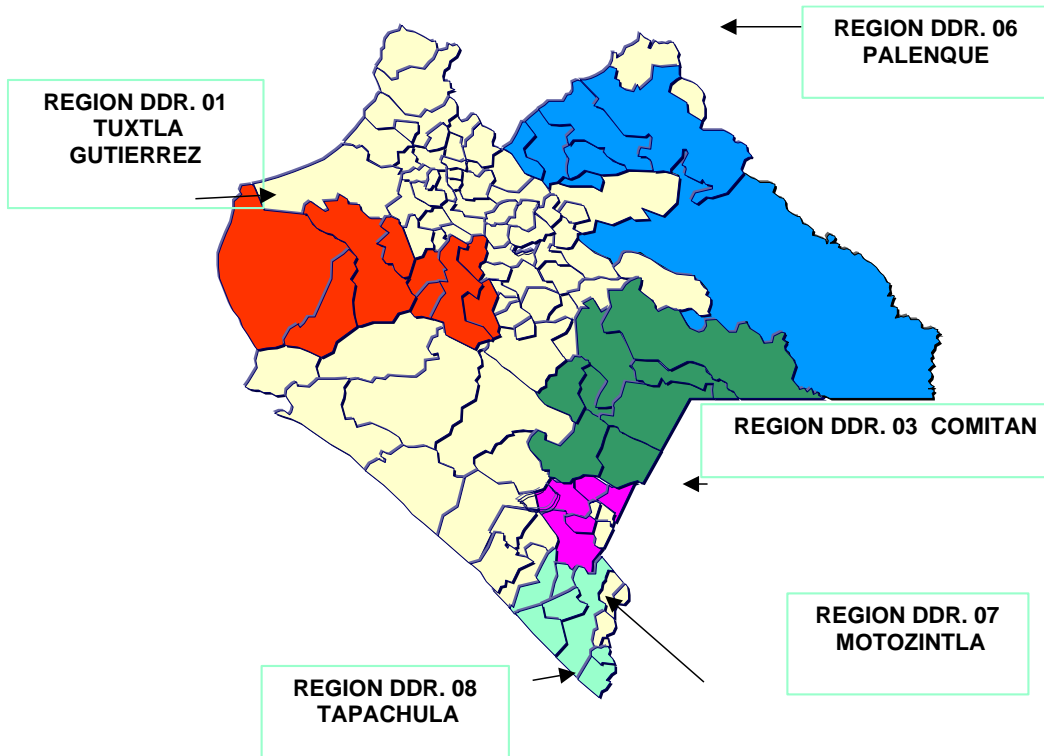 REGION DDR. 06
PALENQUE
REGION DDR. 01
TUXTLA
GUTIERREZ
REGION DDR. 03 COMITAN
REGION DDR. 07
MOTOZINTLA
REGION DDR. 08
TAPACHULA